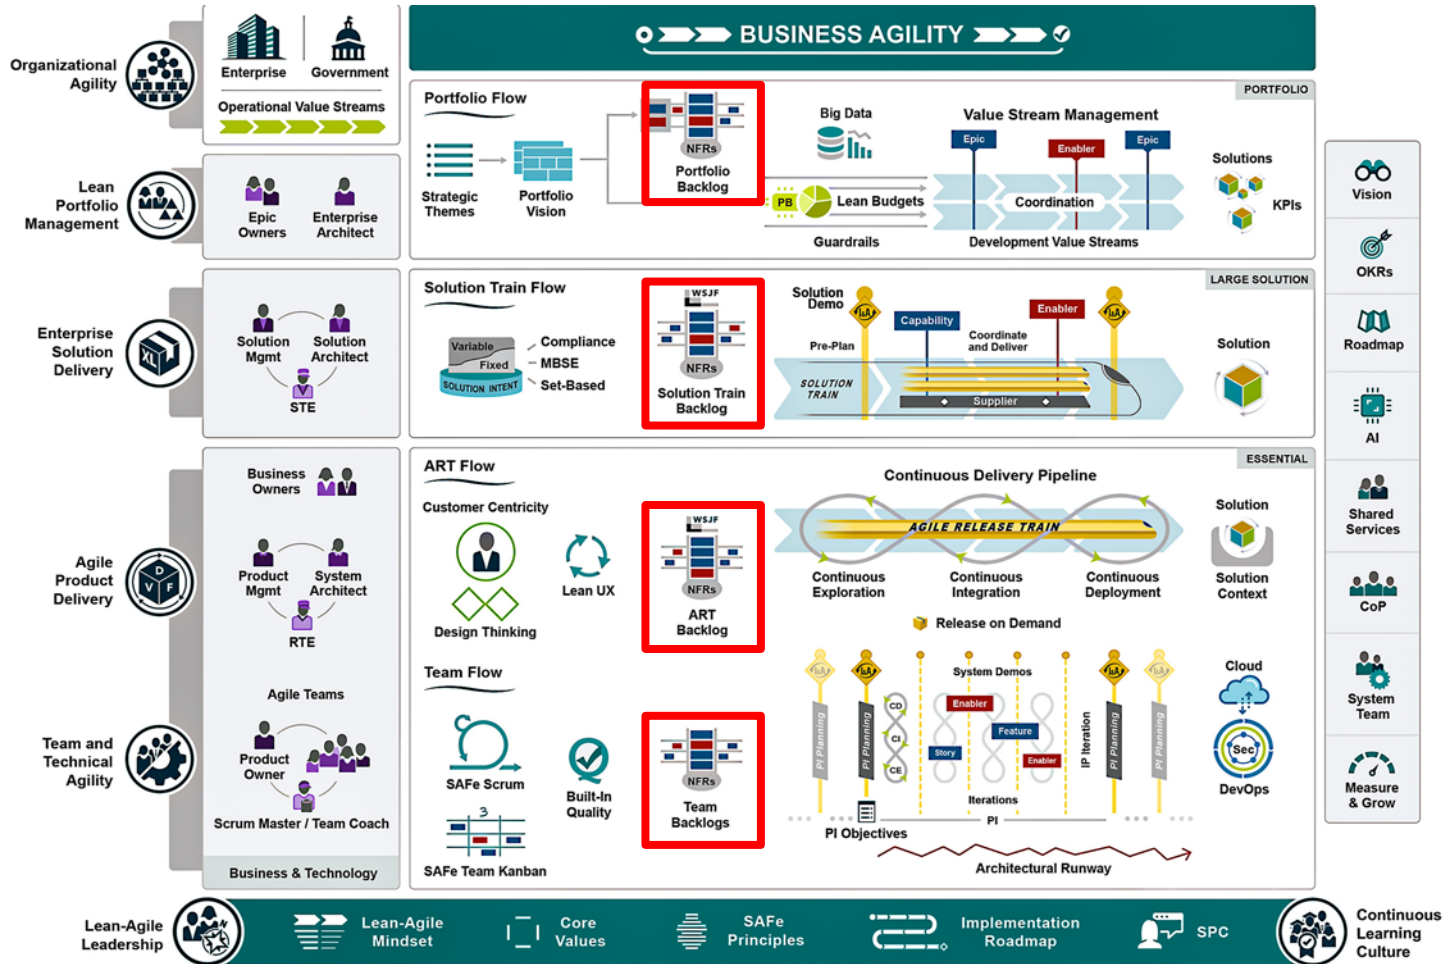 Organizational
Agility
Enterprise
Government
Operational Value Streams
BUSINESS AGILITY
Lean
Portfolio
Management
Epic
Owners
Enterprise
Architect
Portfolio Flow
PORTFOLIO
Strategic
Themes
Portfolio
Vision
NFRs
Portfolio
Backlog
Big Data
PB
Lean Budgets
Guardrails
Value Stream Management
Epic
Enabler
Epic
Coordination
Development Value Streams
Solutions
KPIs
Enterprise
Solution
Delivery
XL
Solution
Mgmt
Solution
Architect
STE
Solution Train Flow
LARGE SOLUTION
Variable
Fixed
SOLUTION INTENT
Compliance
MBSE
Set-Based
WSJF
NFRs
Solution Train
Backlog
Solution
Demo
I&A
Pre-Plan
Capability
Coordinate
and Deliver
Enabler
I&A
SOLUTION
TRAIN
Supplier
Solution
Agile
Product
Delivery
D
V
F
Business
Owners
Product
Mgmt
System
Architect
RTE
ART Flow
ESSENTIAL
Customer Centricity
Lean UX
Design Thinking
WSJF
NFRs
ART
Backlog
Continuous Delivery Pipeline
AGILE RELEASE TRAIN
Continuous
Exploration
Continuous
Integration
Continuous
Deployment
Release on Demand
Solution
Solution
Context
Team and
Technical
Agility
Agile Teams
Product
Owner
Scrum Master / Team Coach
Business & Technology
Team Flow
SAFe Scrum
Built-In
Quality
3
SAFe Team Kanban
NFRs
Team
Backlogs
I&A
I&A
System Demos
I&A
I&A
PI Planning
PI Planning
CD
CI
CE
Enabler
Story
Feature
Enabler
IP Iteration
PI Planning
PI Planning
Iterations
PI
PI Objectives
Architectural Runway
Cloud
Sec
DevOps
Vision
OKRs
Roadmap
AI
Shared
Services
CoP
System
Team
Measure
& Grow
Lean-Agile
Leadership
Lean-Agile
Mindset
Core
Values
SAFe
Principles
Implementation
Roadmap
SPC
Continuous
Learning
Culture